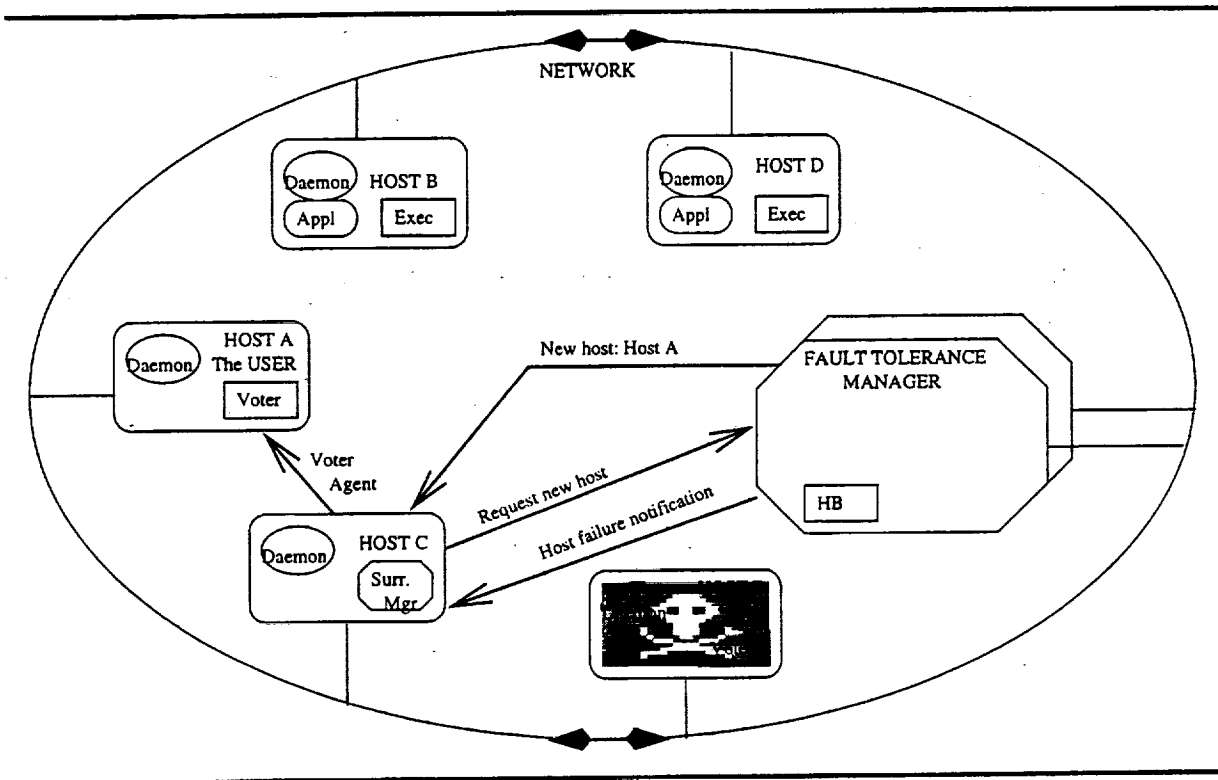 NETWORK
Daemon
HOST B
Appl
Exec
Daemon
HOST D
Appl
Exec
HOST A
Daemon
The USER
Voter
New host: Host A
FAULT TOLERANCE
MANAGER
Voter
Agent
Request new host
Host failure notification
HB
Daemon
HOST C
Surr.
Mgr